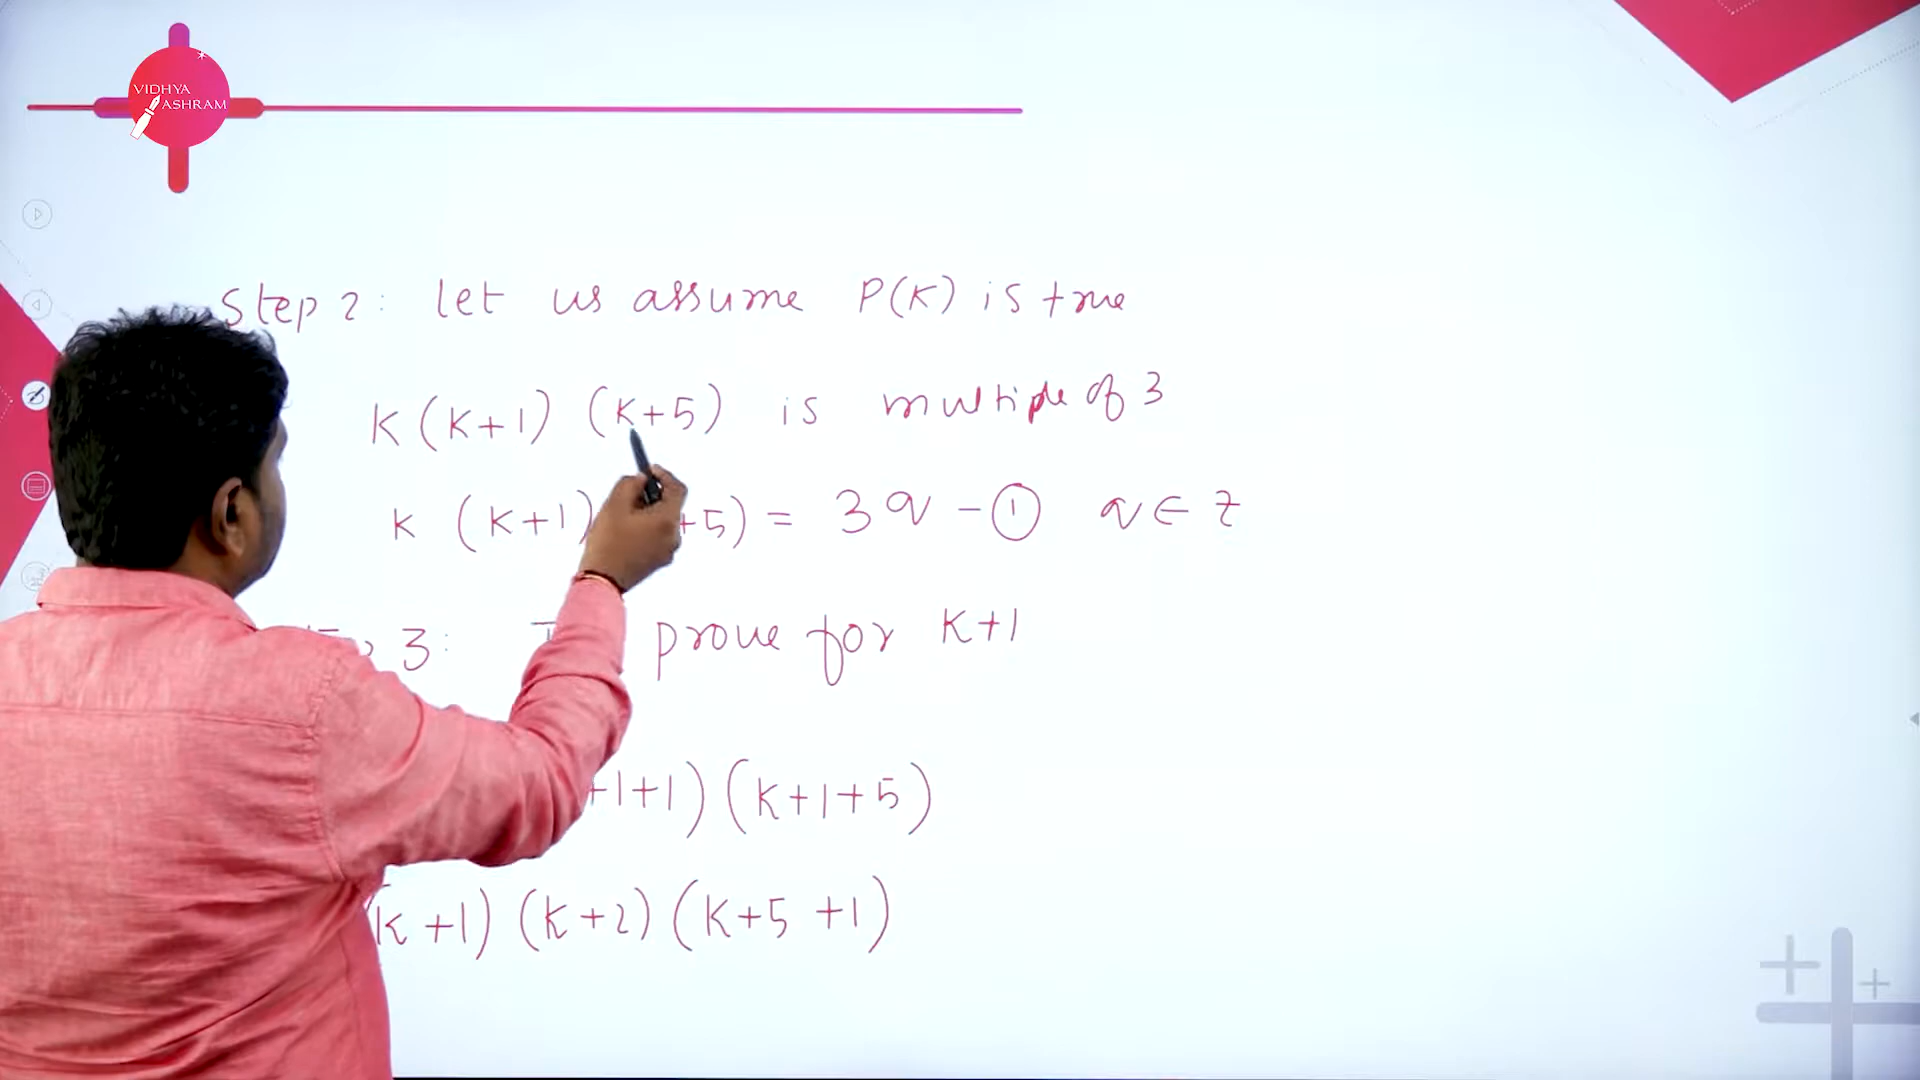 VIDHYA
ASHRAM
Step 2: let us assume P(K) is true
K(K+1) (K+5) is multiple of 3
K (K+1) +5) = 3q - ① q ∈ z
3: prove for K+1
+1+1) (K+1+5)
(K+1) (K+2) (K+5 +1)